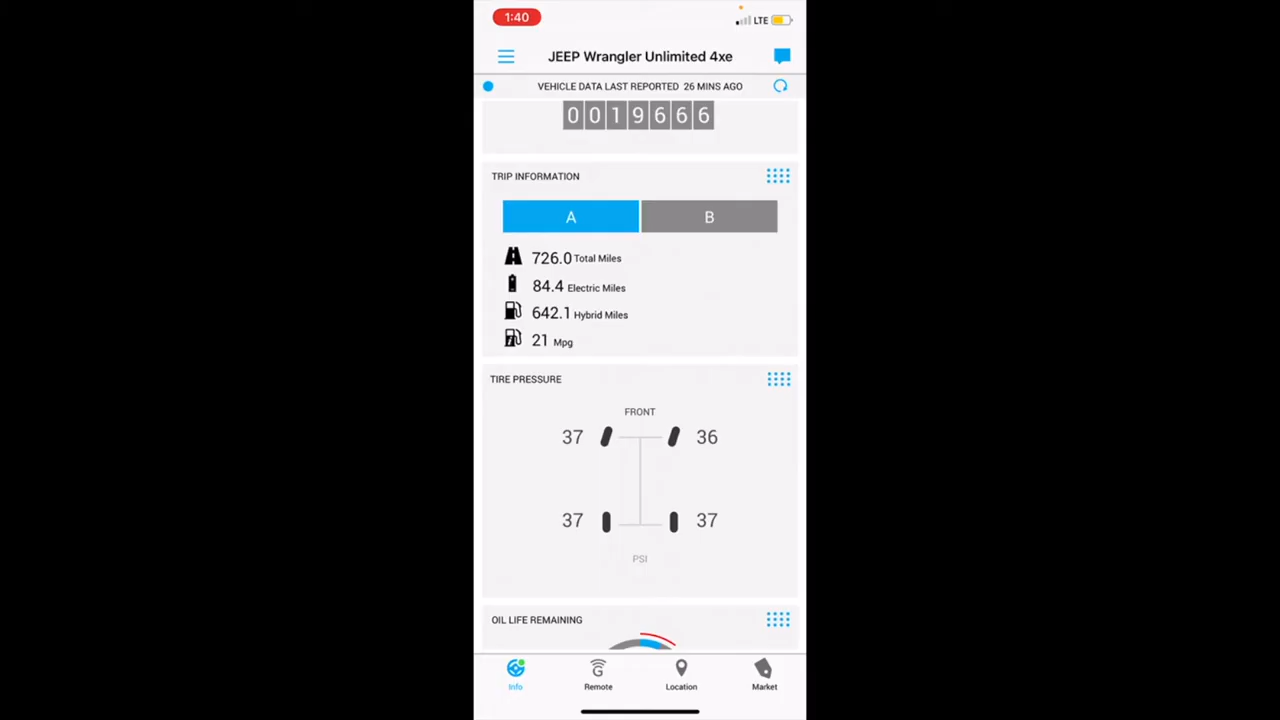 1:40 LTE
JEEP Wrangler Unlimited 4xe
VEHICLE DATA LAST REPORTED 26 MINS AGO
0019666
TRIP INFORMATION
A B
726.0 Total Miles
84.4 Electric Miles
642.1 Hybrid Miles
21 Mpg
TIRE PRESSURE
FRONT
37 36
37 37
PSI
OIL LIFE REMAINING
Info Remote Location Market